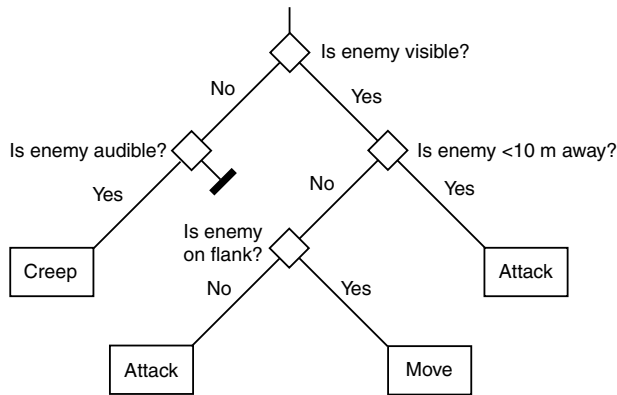 Is enemy visible?
No
Yes
Is enemy audible?
Is enemy <10 m away?
Yes
No
Yes
Is enemy
on flank?
Creep
Attack
No
Yes
Attack
Move